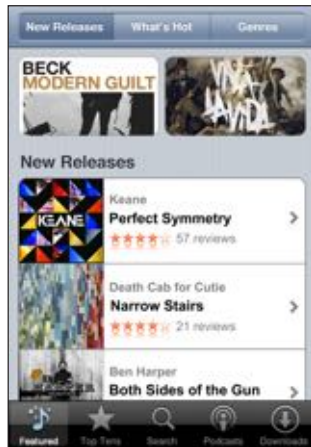 New Releases What's Hot Genres
BECK
MODERN GUILT
VIVA
LA VIDA
New Releases
KEANE
Keane
Perfect Symmetry
57 reviews
Death Cab for Cutie
Narrow Stairs
21 reviews
Ben Harper
Both Sides of the Gun
Featured Top Tens Search Podcasts Downloads